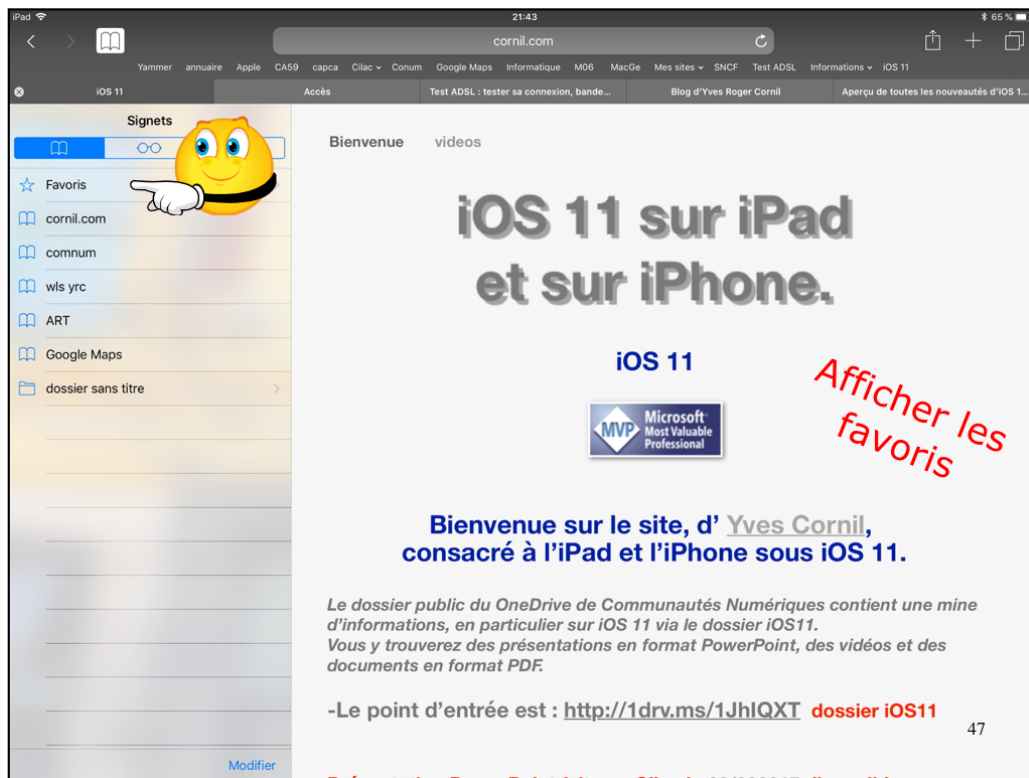 iPad 21:43 65 %
cornil.com
Yammer annuaire Apple CA59 capca Cilac Conum Google Maps Informatique M06 MacGe Mes sites SNCF Test ADSL Informations iOS 11
iOS 11 Accès Test ADSL : tester sa connexion, bande... Blog d'Yves Roger Cornil Aperçu de toutes les nouveautés d'iOS 1...
Signets
Favoris
cornil.com
comnum
wls yrc
ART
Google Maps
dossier sans titre
Modifier
Bienvenue videos
iOS 11 sur iPad
et sur iPhone.
iOS 11
MVP Microsoft
Most Valuable
Professional
Afficher les
favoris
Bienvenue sur le site, d' Yves Cornil,
consacré à l'iPad et l'iPhone sous iOS 11.
Le dossier public du OneDrive de Communautés Numériques contient une mine
d'informations, en particulier sur iOS 11 via le dossier iOS11.
Vous y trouverez des présentations en format PowerPoint, des vidéos et des
documents en format PDF.
-Le point d'entrée est : http://1drv.ms/1JhIQXT dossier iOS11
47